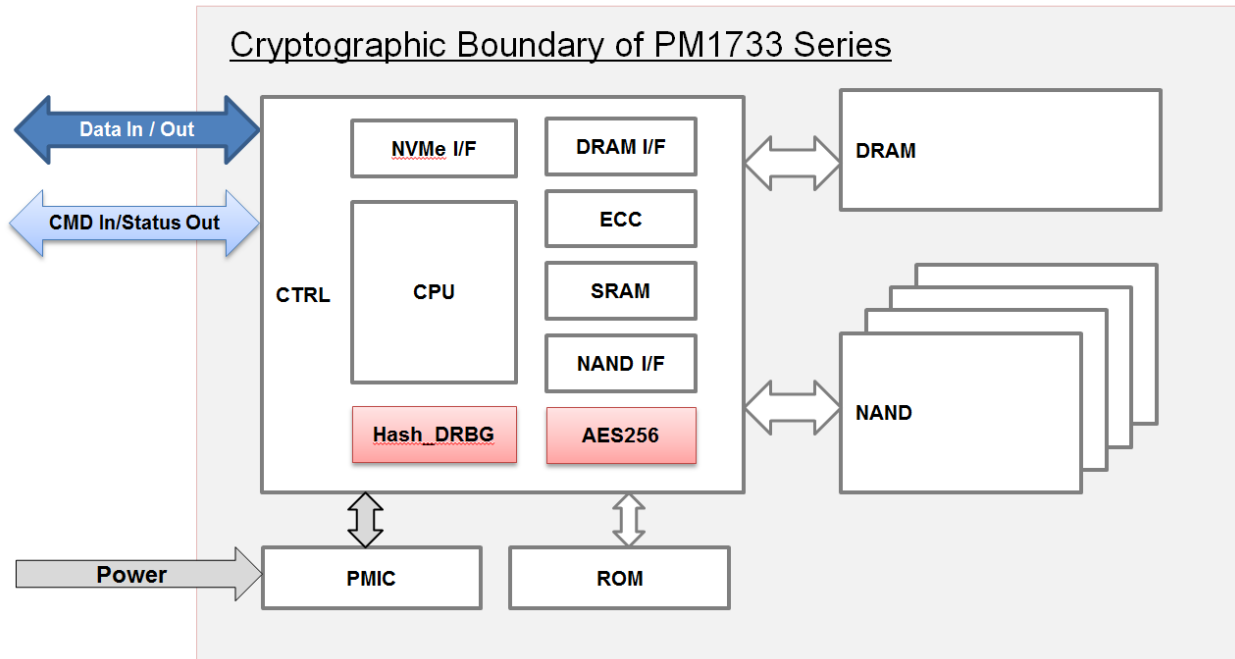 Cryptographic Boundary of PM1733 Series
Data In / Out
CMD In/Status Out
Power
CTRL
NVMe I/F
CPU
Hash_DRBG
DRAM I/F
ECC
SRAM
NAND I/F
AES256
DRAM
NAND
PMIC
ROM